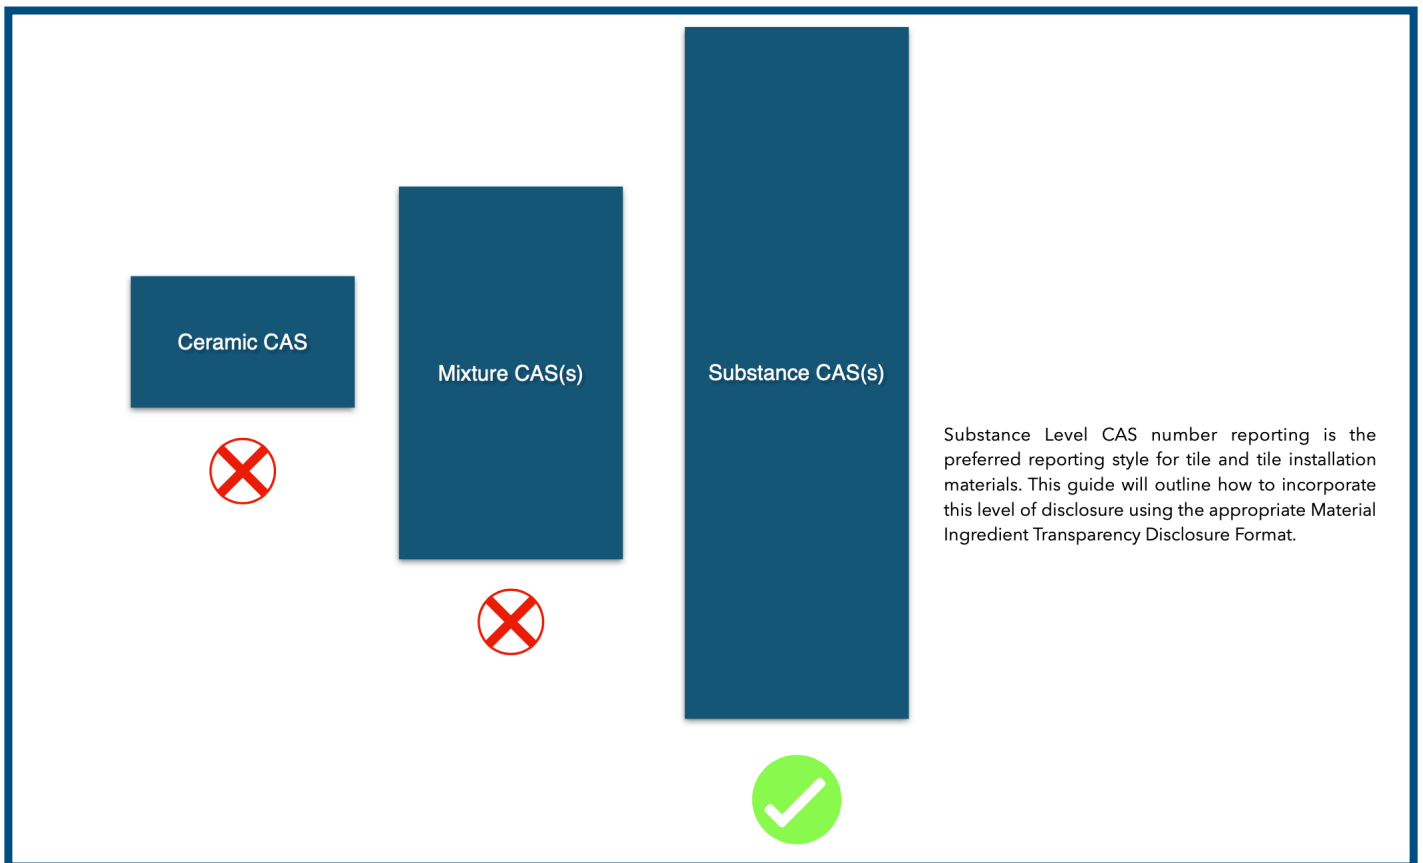 Ceramic CAS
Mixture CAS(s)
Substance CAS(s)
Substance Level CAS number reporting is the
preferred reporting style for tile and tile installation
materials. This guide will outline how to incorporate
this level of disclosure using the appropriate Material
Ingredient Transparency Disclosure Format.